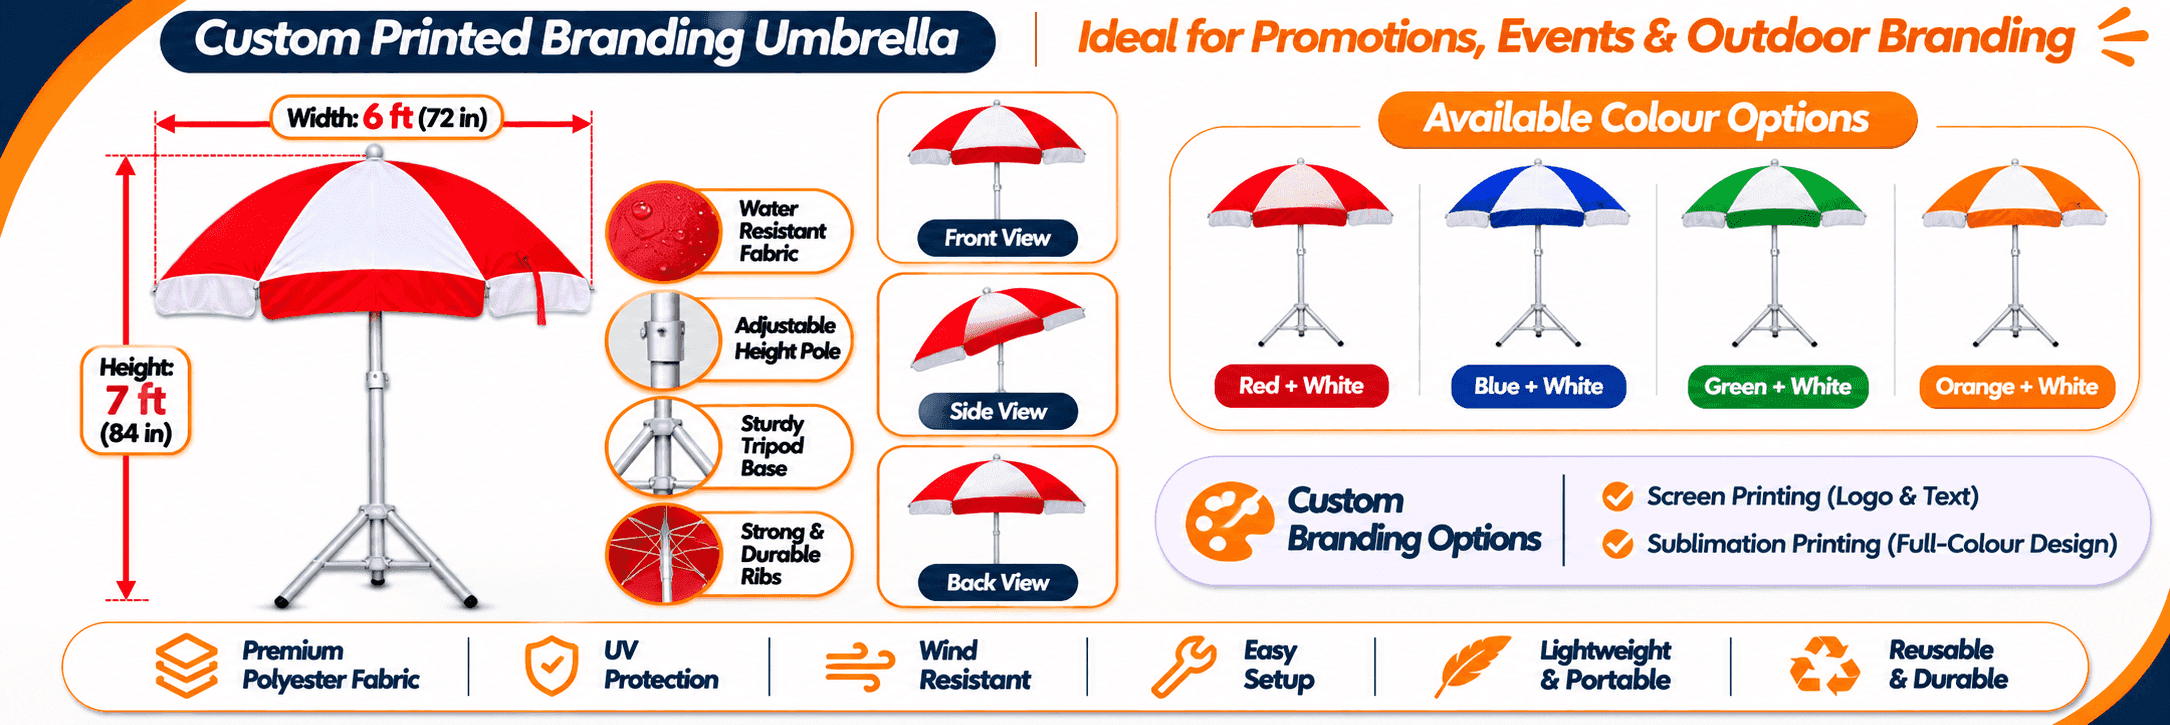 Custom Printed Branding Umbrella
Ideal for Promotions, Events & Outdoor Branding
Width: 6 ft (72 in)
Height:
7 ft
(84 in)
Water
Resistant
Fabric
Adjustable
Height Pole
Sturdy
Tripod
Base
Strong &
Durable
Ribs
Front View
Side View
Back View
Available Colour Options
Red + White
Blue + White
Green + White
Orange + White
Custom
Branding Options
Screen Printing (Logo & Text)
Sublimation Printing (Full-Colour Design)
Premium
Polyester Fabric
UV
Protection
Wind
Resistant
Easy
Setup
Lightweight
& Portable
Reusable
& Durable